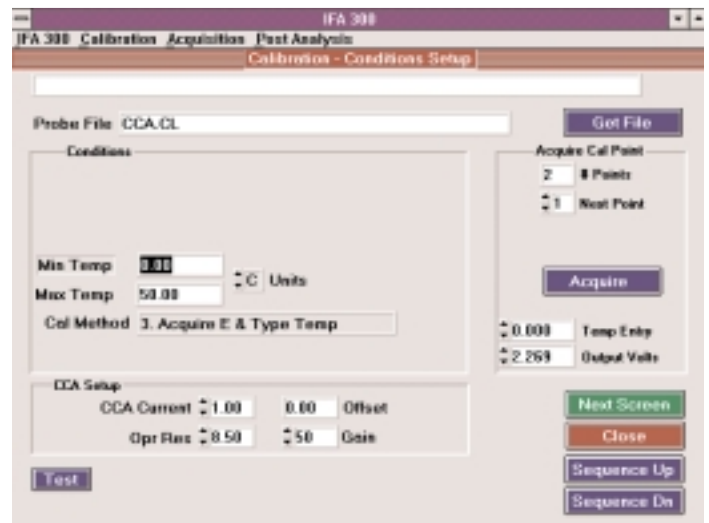 IFA 300
IFA 300 Calibration Acquisition Post Analysis
Calibration - Conditions Setup
Probe File CCA.CL
Get File
Conditions
Acquire Cal Point
2 # Points
1 Next Point
Min Temp 0.00
C Units
Max Temp 50.00
Acquire
Cal Method 3. Acquire E & Type Temp
0.000 Temp Entry
2.269 Output Volts
CCA Setup
CCA Current 1.00 0.00 Offset
Opr Res 8.50 50 Gain
Next Screen
Close
Test
Sequence Up
Sequence Dn